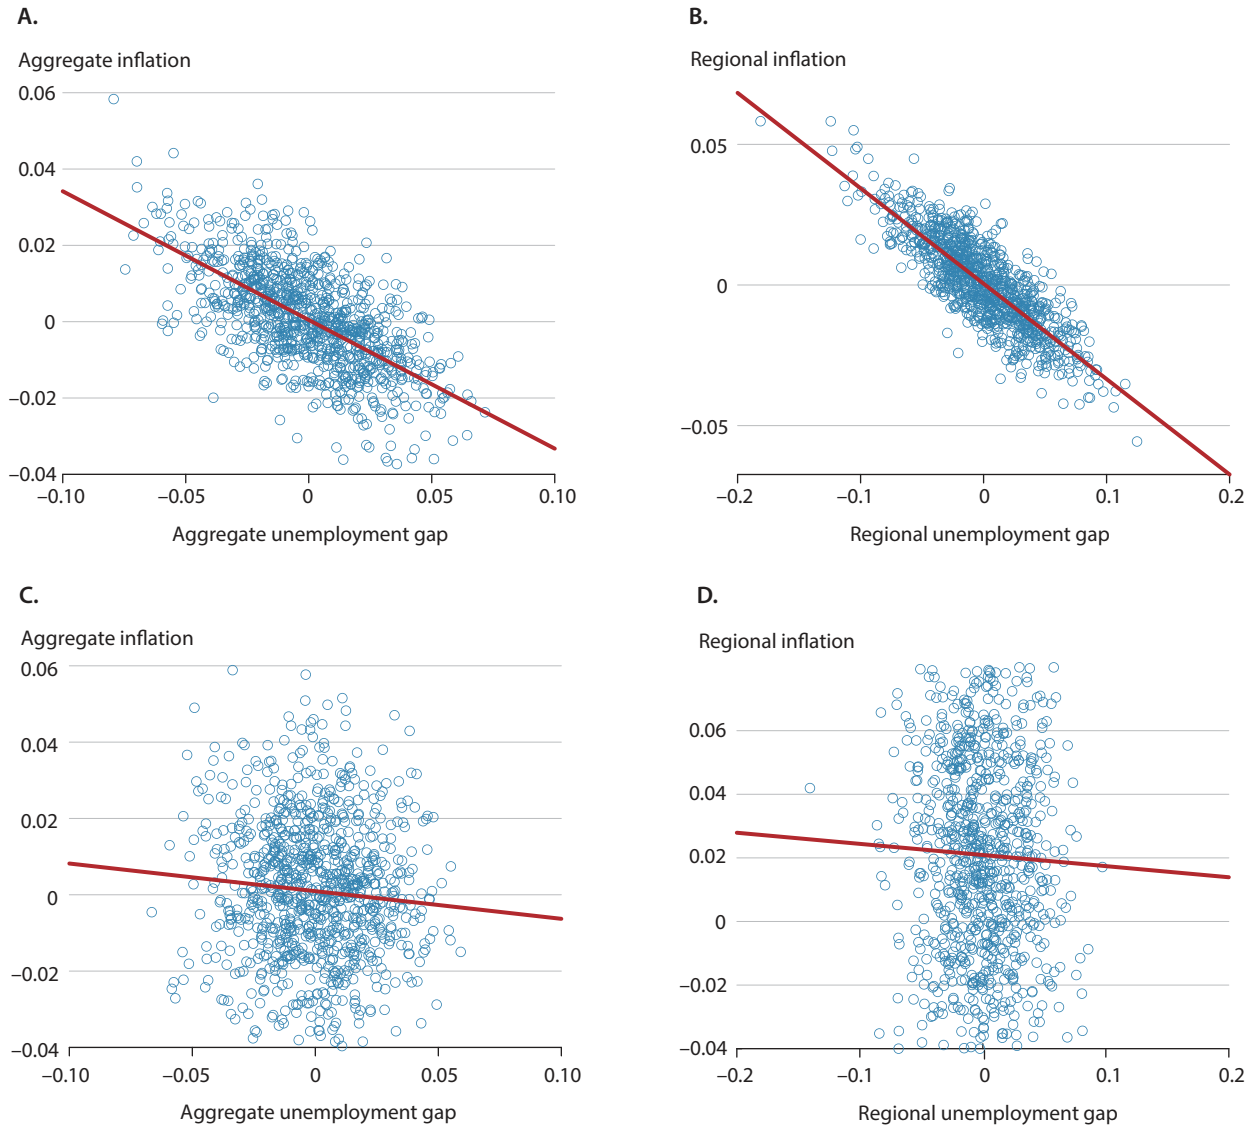 A.
Aggregate inflation
0.06
0.04
0.02
0
−0.02
−0.04
−0.10 −0.05 0 0.05 0.10
Aggregate unemployment gap
B.
Regional inflation
0.05
0
−0.05
−0.2 −0.1 0 0.1 0.2
Regional unemployment gap
C.
Aggregate inflation
0.06
0.04
0.02
0
−0.02
−0.04
−0.10 −0.05 0 0.05 0.10
Aggregate unemployment gap
D.
Regional inflation
0.06
0.04
0.02
0
−0.02
−0.04
−0.2 −0.1 0 0.1 0.2
Regional unemployment gap